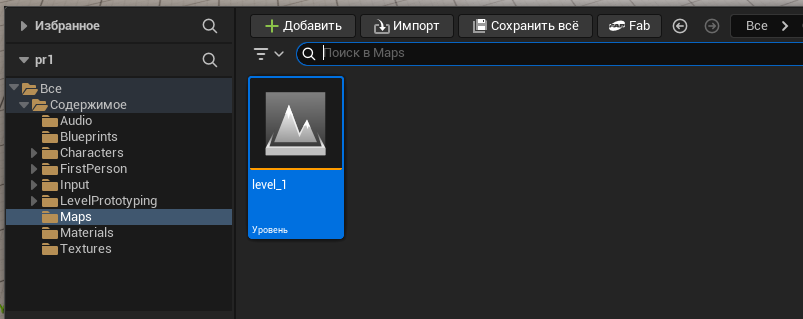 Избранное
pr1
Все
Содержимое
Audio
Blueprints
Characters
FirstPerson
Input
LevelPrototyping
Maps
Materials
Textures
Добавить
Импорт
Сохранить всё
Fab
Все
Поиск в Maps
level_1
Уровень